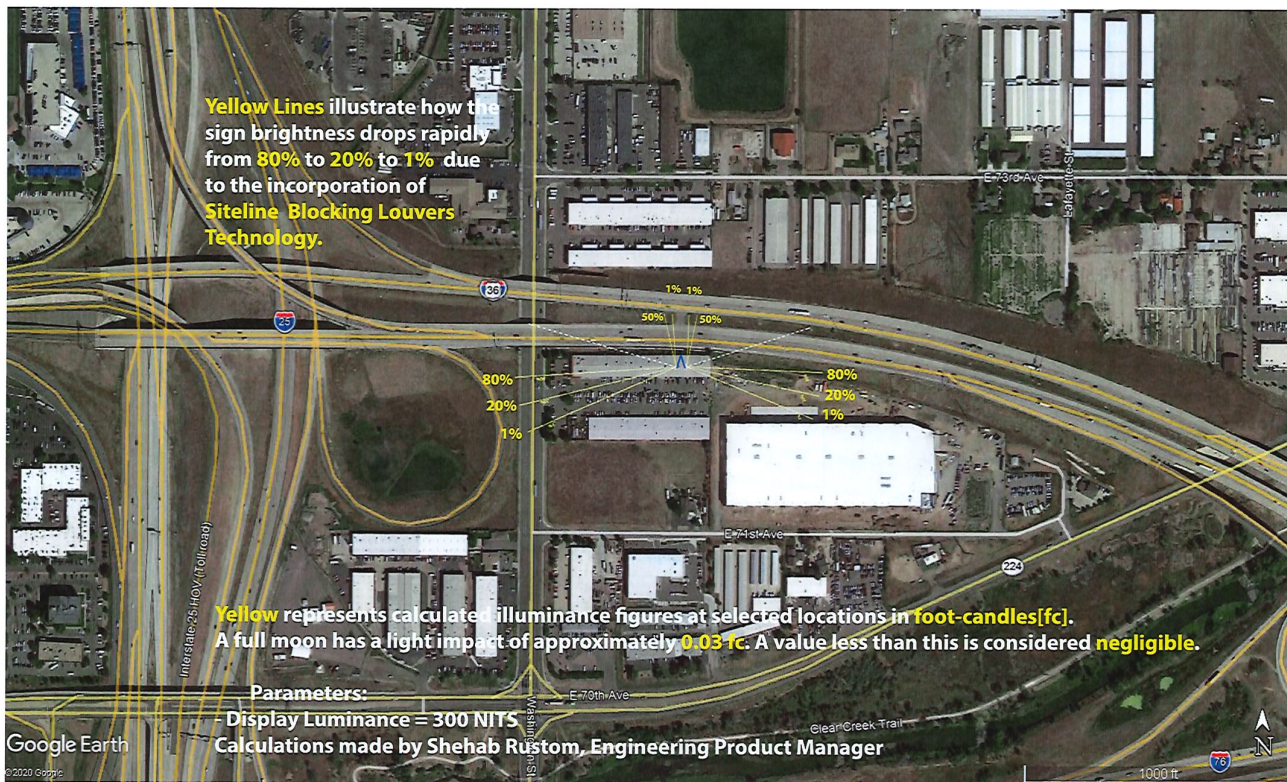 Yellow Lines illustrate how the
sign brightness drops rapidly
from 80% to 20% to 1% due
to the incorporation of
Siteline Blocking Louvers
Technology.
E 73rd Ave
Lafayette St
36
25
1% 1%
50% 50%
80%
20%
1%
80%
20%
1%
E 71st Ave
224
Interstate 25 HOV (Tollroad)
Yellow represents calculated illuminance figures at selected locations in foot-candles[fc].
A full moon has a light impact of approximately 0.03 fc. A value less than this is considered negligible.
Parameters:
- Display Luminance = 300 NITS
Calculations made by Shehab Rustom, Engineering Product Manager
E 70th Ave
Washington St
Clear Creek Trail
Google Earth
©2020 Google
1000 ft
N
76